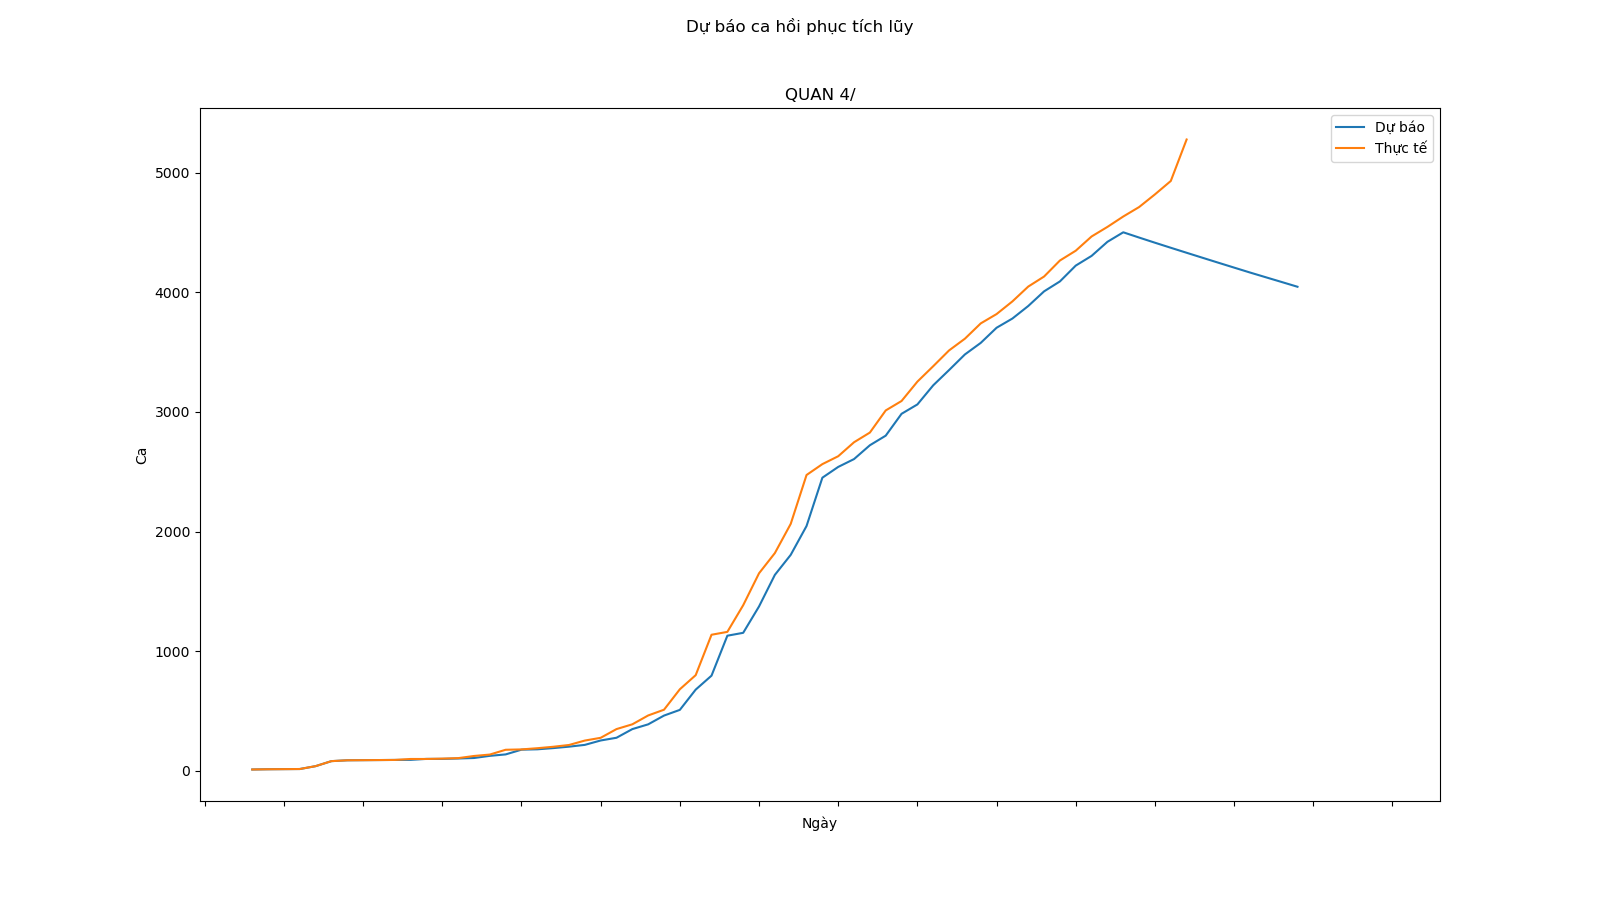 Dự báo ca hồi phục tích lũy
QUAN 4/
Dự báo
Thực tế
5000
4000
3000
2000
1000
0
Ca
Ngày